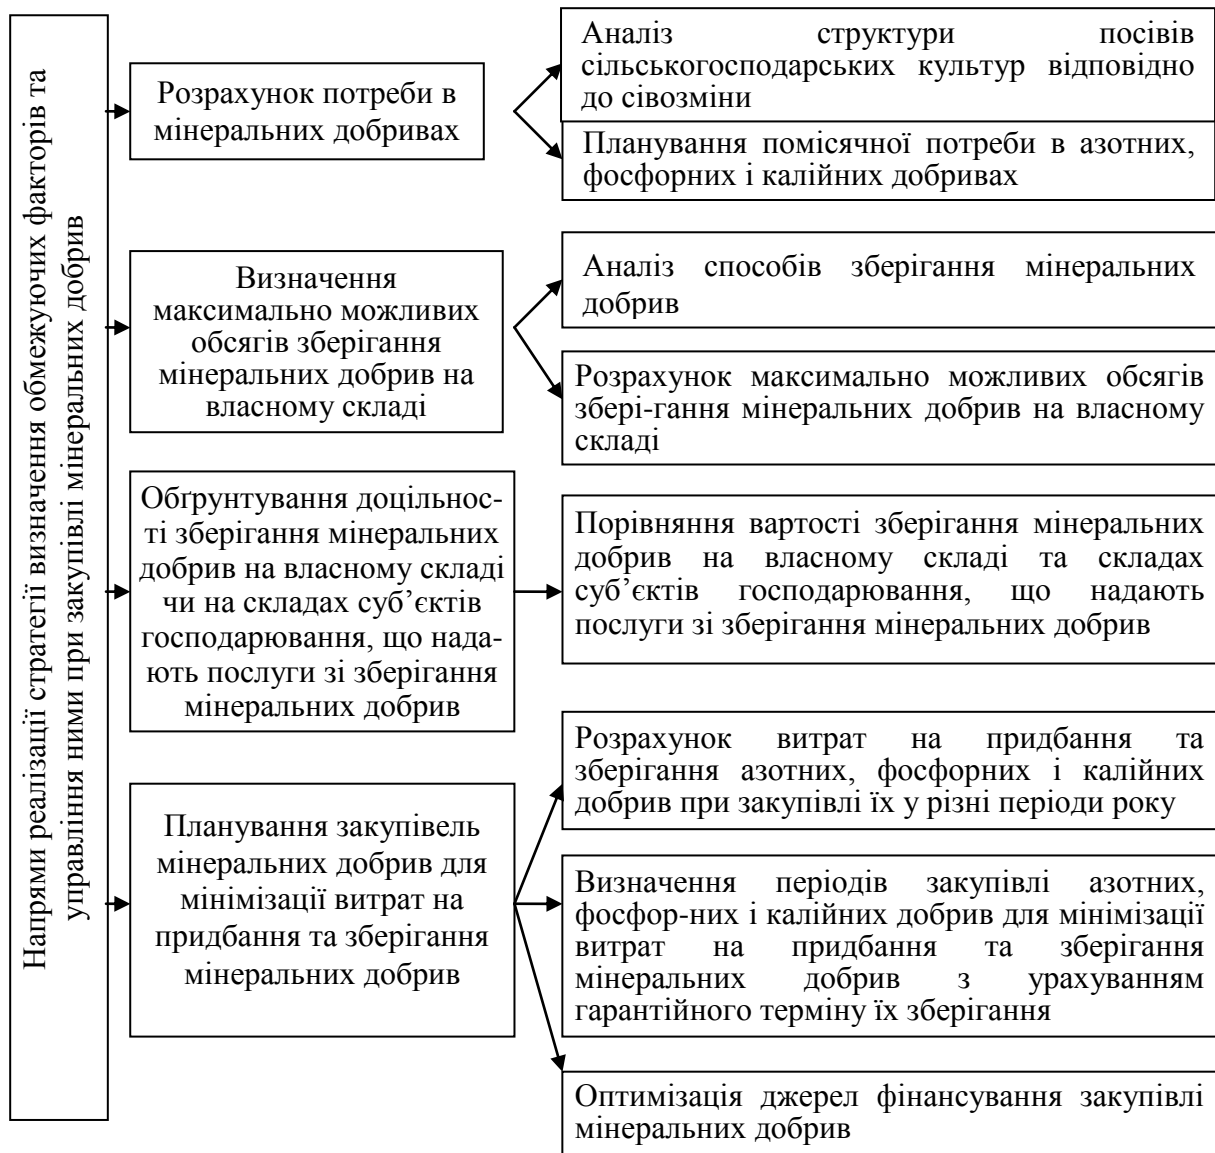 Напрями реалізації стратегії визначення обмежуючих факторів та
управління ними при закупівлі мінеральних добрив
Розрахунок потреби в
мінеральних добривах
Аналіз структури посівів
сільськогосподарських культур відповідно
до сівозміни
Планування помісячної потреби в азотних,
фосфорних і калійних добривах
Визначення
максимально можливих
обсягів зберігання
мінеральних добрив на
власному складі
Аналіз способів зберігання мінеральних
добрив
Розрахунок максимально можливих обсягів
збері-гання мінеральних добрив на власному
складі
Обґрунтування доцільнос-
ті зберігання мінеральних
добрив на власному складі
чи на складах суб’єктів
господарювання, що нада-
ють послуги зі зберігання
мінеральних добрив
Порівняння вартості зберігання мінеральних
добрив на власному складі та складах
суб’єктів господарювання, що надають
послуги зі зберігання мінеральних добрив
Планування закупівель
мінеральних добрив для
мінімізації витрат на
придбання та зберігання
мінеральних добрив
Розрахунок витрат на придбання та
зберігання азотних, фосфорних і калійних
добрив при закупівлі їх у різні періоди року
Визначення періодів закупівлі азотних,
фосфор-них і калійних добрив для мінімізації
витрат на придбання та зберігання
мінеральних добрив з урахуванням
гарантійного терміну їх зберігання
Оптимізація джерел фінансування закупівлі
мінеральних добрив